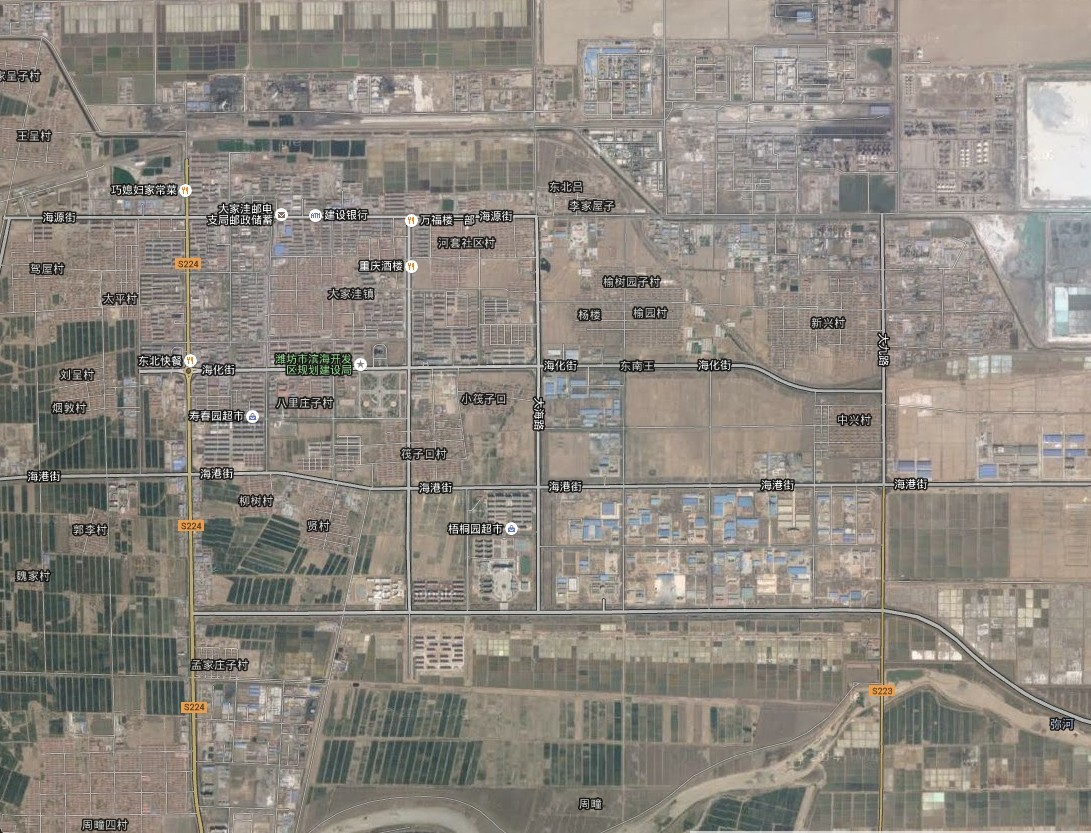 家呈子村
王呈村
巧媳妇家常菜
海源街
大家洼邮电
支局邮政储蓄
ATM
建设银行
万福楼一部
海源街
东北吕
李家屋子
河套社区村
驾屋村
S224
重庆酒楼
榆树园子村
太平村
大家洼镇
杨楼
榆园村
新兴村
东北快餐
海化街
潍坊市滨海开发
区规划建设局
海化街
东南王
海化街
大九路
刘呈村
烟敦村
寿春园超市
八里庄子村
小筏子口
大海路
中兴村
筏子口村
海港街
海港街
海港街
海港街
海港街
海港街
柳树村
郭李村
S224
贤村
梧桐园超市
魏家村
孟家庄子村
S224
S223
弥河
周疃
周疃四村